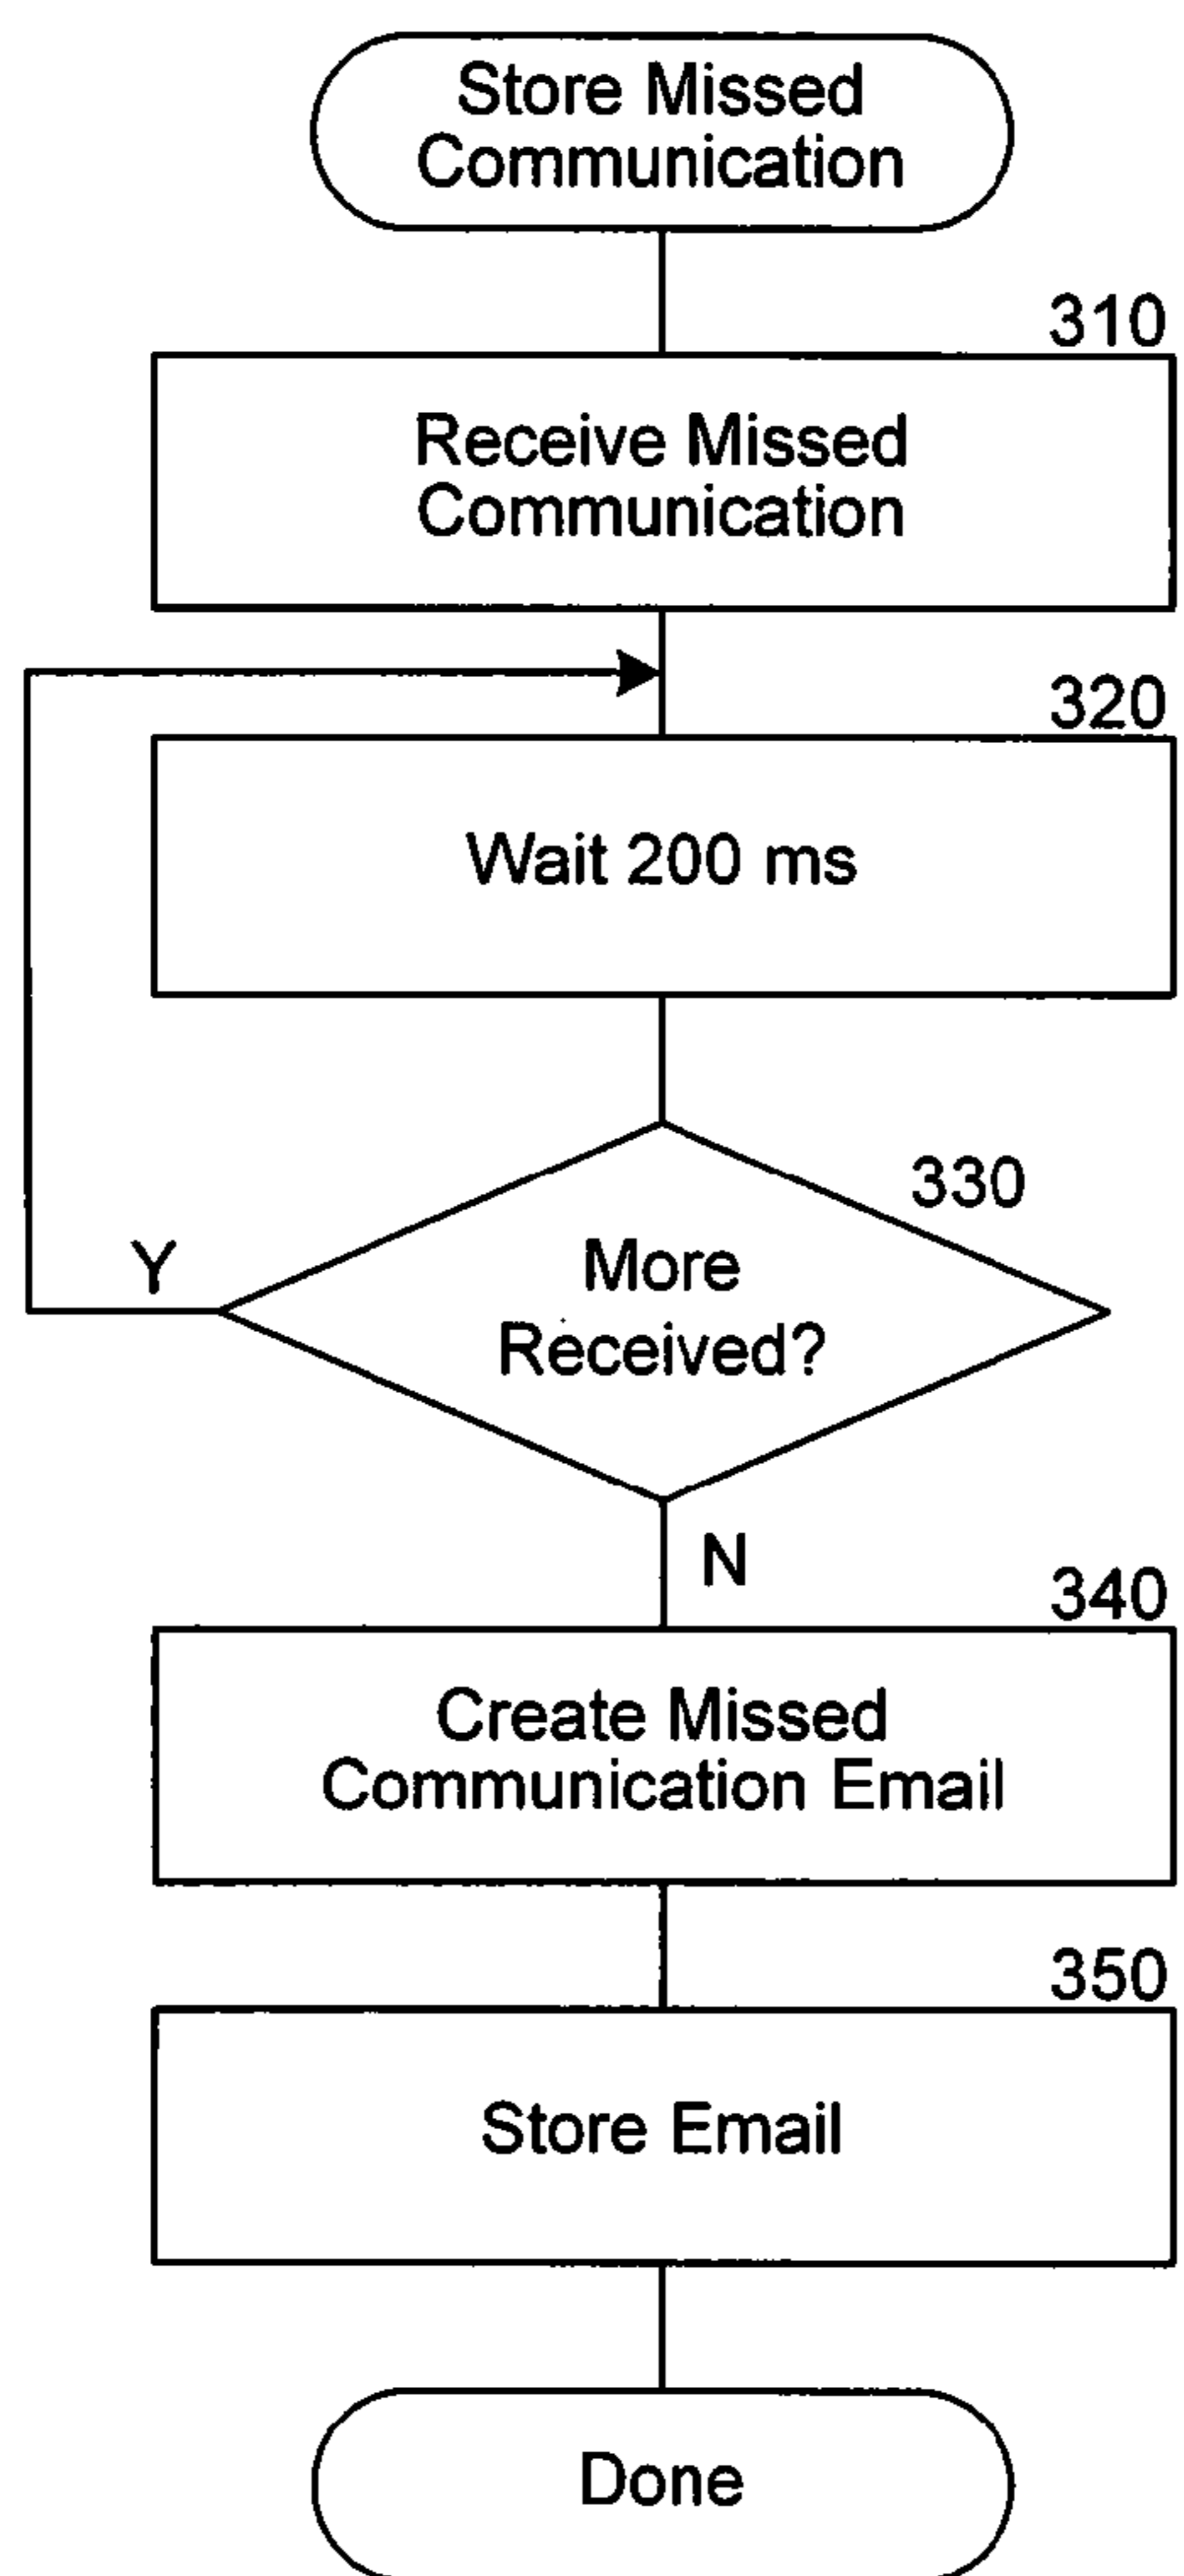 Store Missed
Communication
310
Receive Missed
Communication
320
Wait 200 ms
330
More
Received?
Y
N
340
Create Missed
Communication Email
350
Store Email
Done